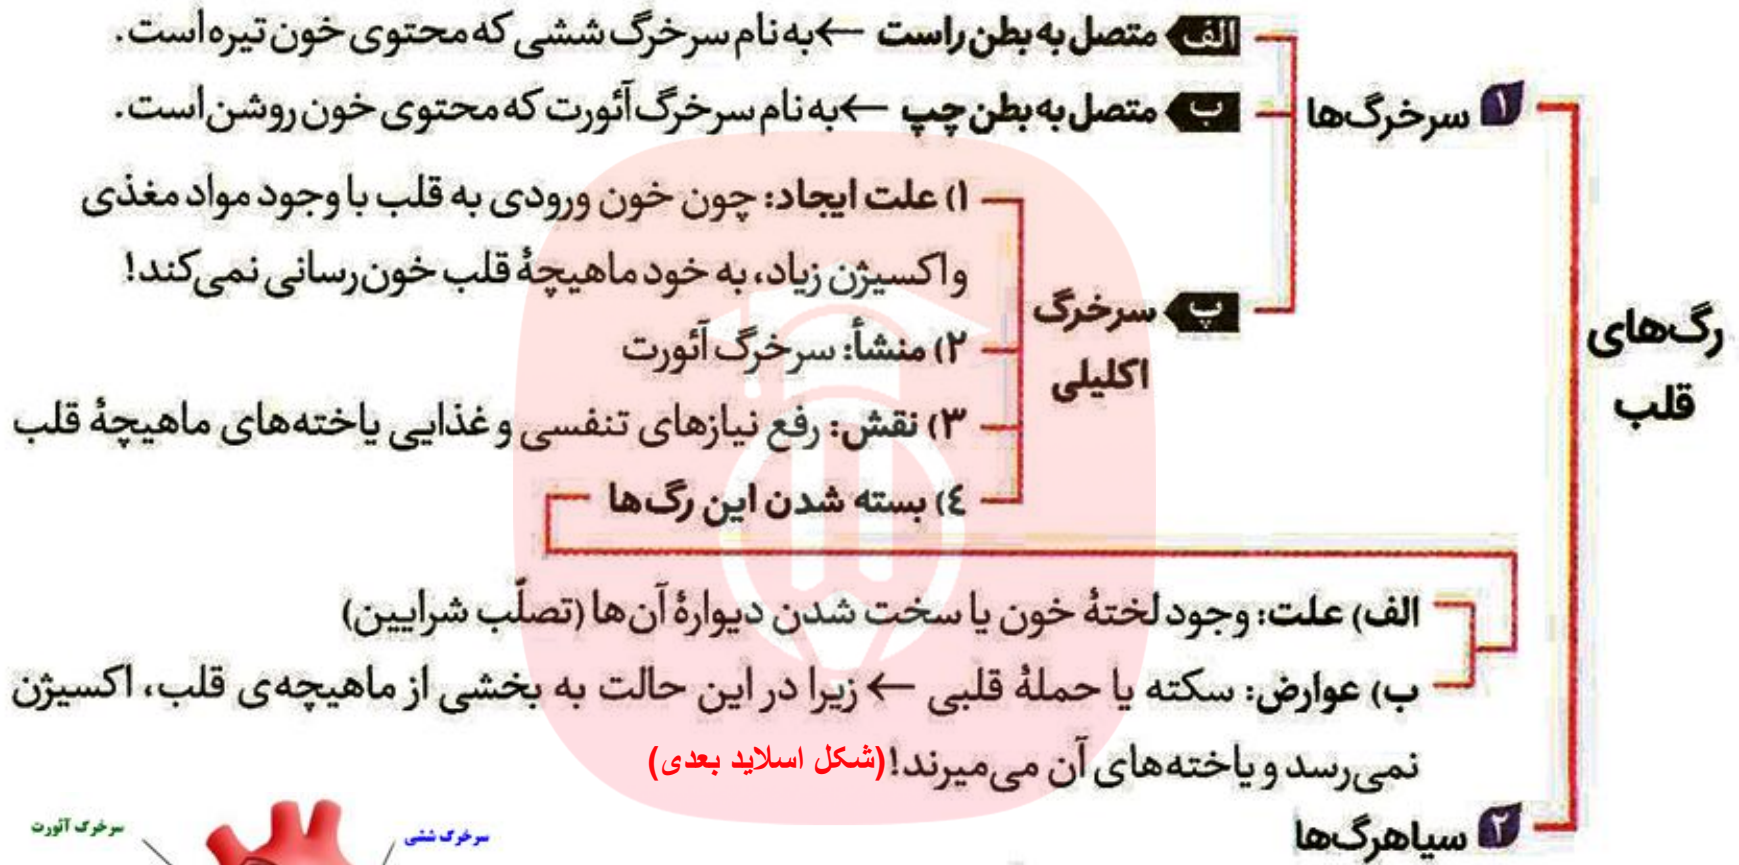 رگ‌های قلب
۱ سرخرگ‌ها
الف متصل به بطن راست ← به نام سرخرگ ششی که محتوی خون تیره است.
ب متصل به بطن چپ ← به نام سرخرگ آئورت که محتوی خون روشن است.
پ سرخرگ اکلیلی
۱) علت ایجاد: چون خون ورودی به قلب با وجود مواد مغذی
و اکسیژن زیاد، به خود ماهیچهٔ قلب خون‌رسانی نمی‌کند!
۲) منشأ: سرخرگ آئورت
۳) نقش: رفع نیازهای تنفسی و غذایی یاخته‌های ماهیچهٔ قلب
٤) بسته شدن این رگ‌ها
الف) علت: وجود لختهٔ خون یا سخت شدن دیوارهٔ آن‌ها (تصلّب شرایین)
ب) عوارض: سکته یا حملهٔ قلبی ← زیرا در این حالت به بخشی از ماهیچه‌ی قلب، اکسیژن
نمی‌رسد و یاخته‌های آن می‌میرند! (شکل اسلاید بعدی)
۲ سیاهرگ‌ها
سرخرگ ششی
سرخرگ آئورت